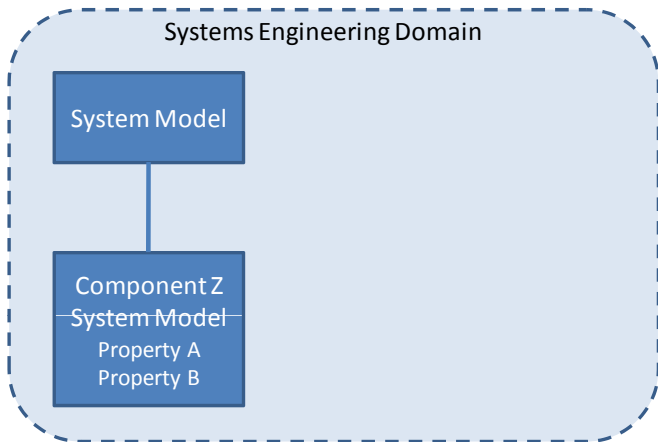 Systems Engineering Domain
System Model
Component Z
System Model
Property A
Property B